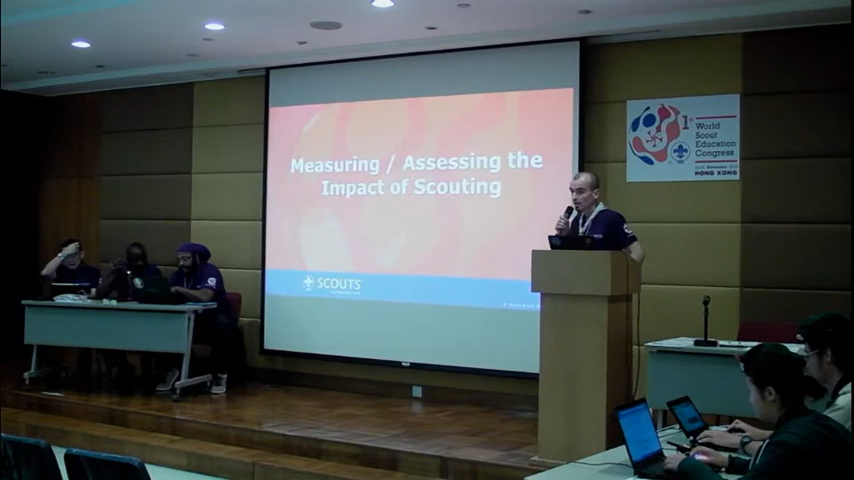 Measuring / Assessing the
Impact of Scouting
SCOUTS
1st World
Scout
Education
Congress
HONG KONG